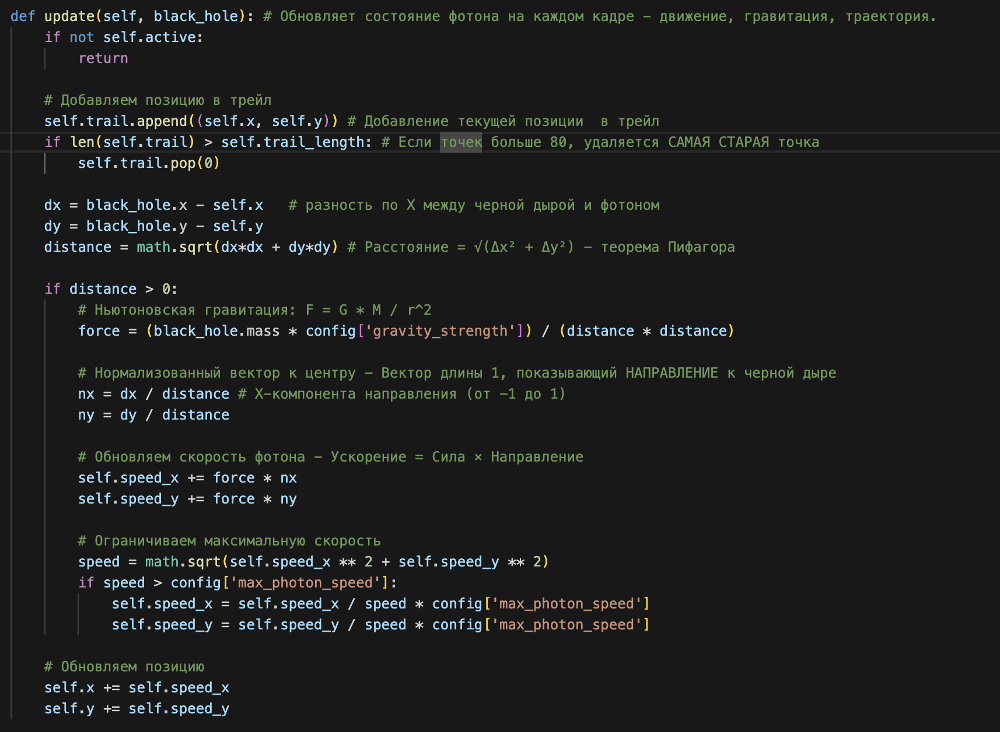 def update(self, black_hole): # Обновляет состояние фотона на каждом кадре – движение, гравитация, траектория.
    if not self.active:
        return

    # Добавляем позицию в трейл
    self.trail.append((self.x, self.y)) # Добавление текущей позиции  в трейл
    if len(self.trail) > self.trail_length: # Если точек больше 80, удаляется САМАЯ СТАРАЯ точка
        self.trail.pop(0)

    dx = black_hole.x - self.x   # разность по X между черной дырой и фотоном
    dy = black_hole.y - self.y
    distance = math.sqrt(dx*dx + dy*dy) # Расстояние = √(Δx² + Δy²) – теорема Пифагора

    if distance > 0:
        # Ньютоновская гравитация: F = G * M / r^2
        force = (black_hole.mass * config['gravity_strength']) / (distance * distance)

        # Нормализованный вектор к центру – Вектор длины 1, показывающий НАПРАВЛЕНИЕ к черной дыре
        nx = dx / distance # X-компонента направления (от -1 до 1)
        ny = dy / distance

        # Обновляем скорость фотона – Ускорение = Сила × Направление
        self.speed_x += force * nx
        self.speed_y += force * ny

        # Ограничиваем максимальную скорость
        speed = math.sqrt(self.speed_x ** 2 + self.speed_y ** 2)
        if speed > config['max_photon_speed']:
            self.speed_x = self.speed_x / speed * config['max_photon_speed']
            self.speed_y = self.speed_y / speed * config['max_photon_speed']

    # Обновляем позицию
    self.x += self.speed_x
    self.y += self.speed_y